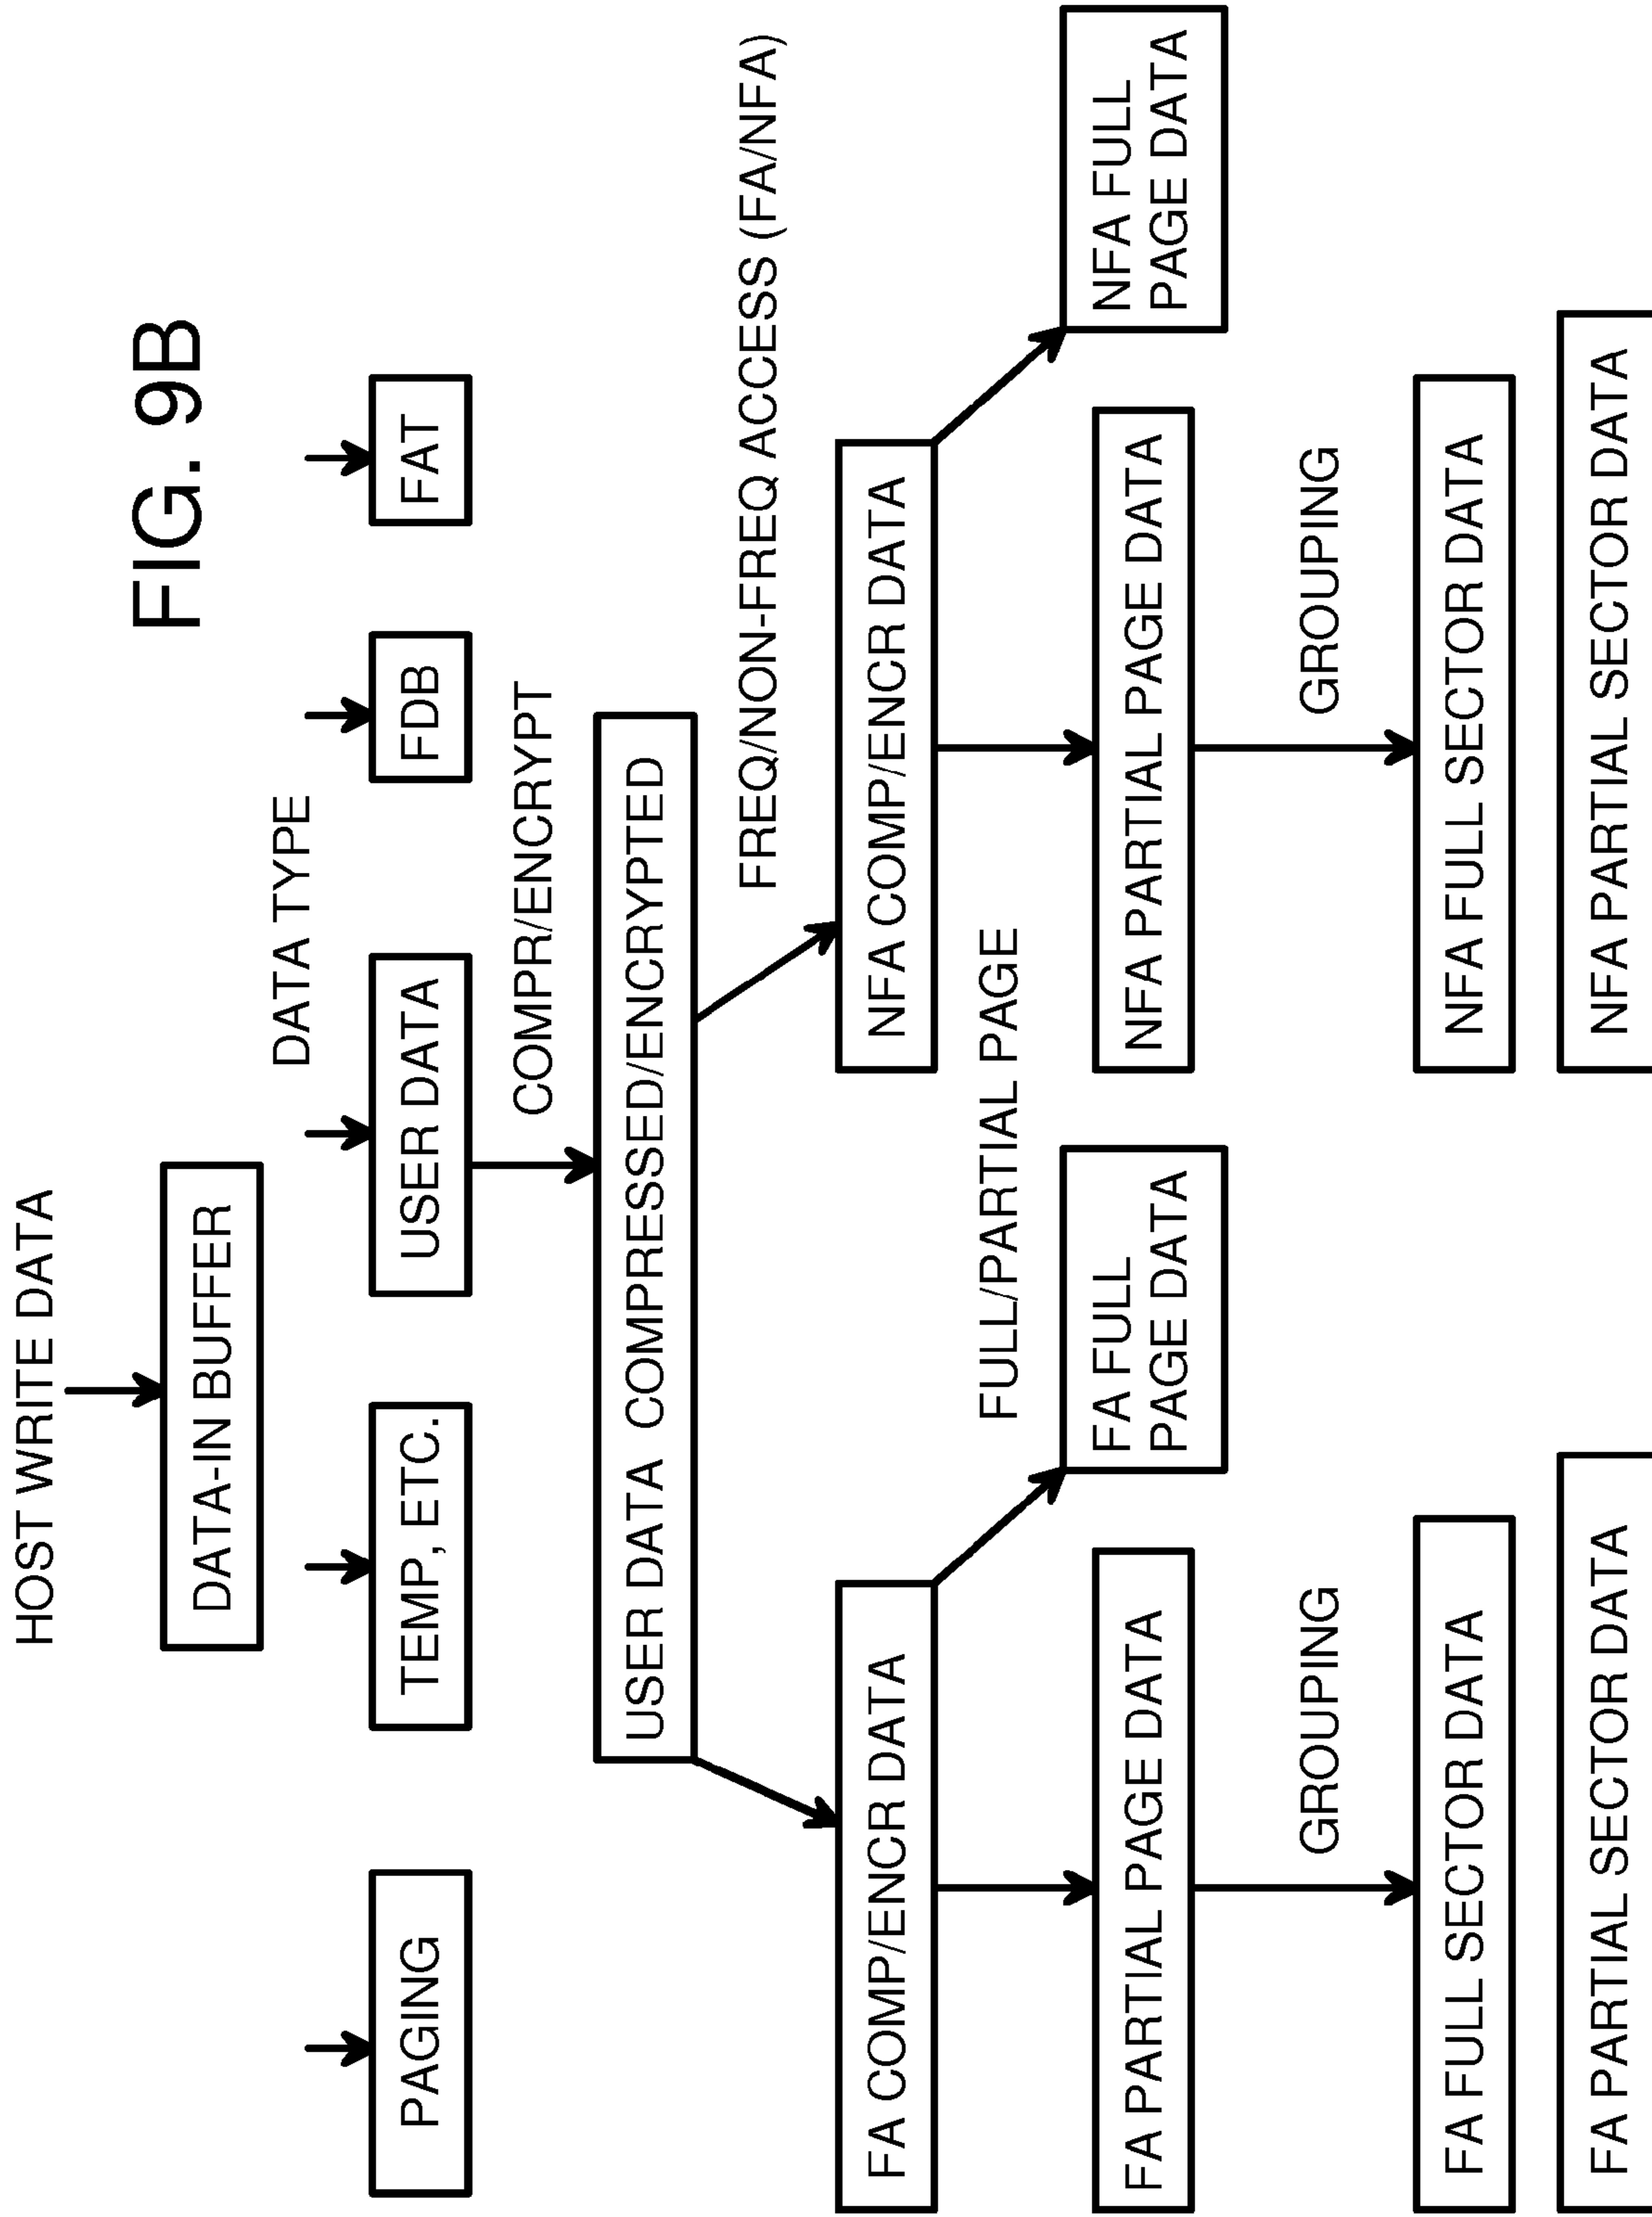 FIG. 9B
HOST WRITE DATA
DATA-IN BUFFER
DATA TYPE
PAGING
TEMP, ETC.
USER DATA
FDB
FAT
COMPR/ENCRYPT
USER DATA COMPRESSED/ENCRYPTED
FREQ/NON-FREQ ACCESS (FA/NFA)
FA COMP/ENCR DATA
NFA COMP/ENCR DATA
FULL/PARTIAL PAGE
FA FULL
PAGE DATA
NFA FULL
PAGE DATA
FA PARTIAL PAGE DATA
NFA PARTIAL PAGE DATA
GROUPING
GROUPING
FA FULL SECTOR DATA
NFA FULL SECTOR DATA
FA PARTIAL SECTOR DATA
NFA PARTIAL SECTOR DATA